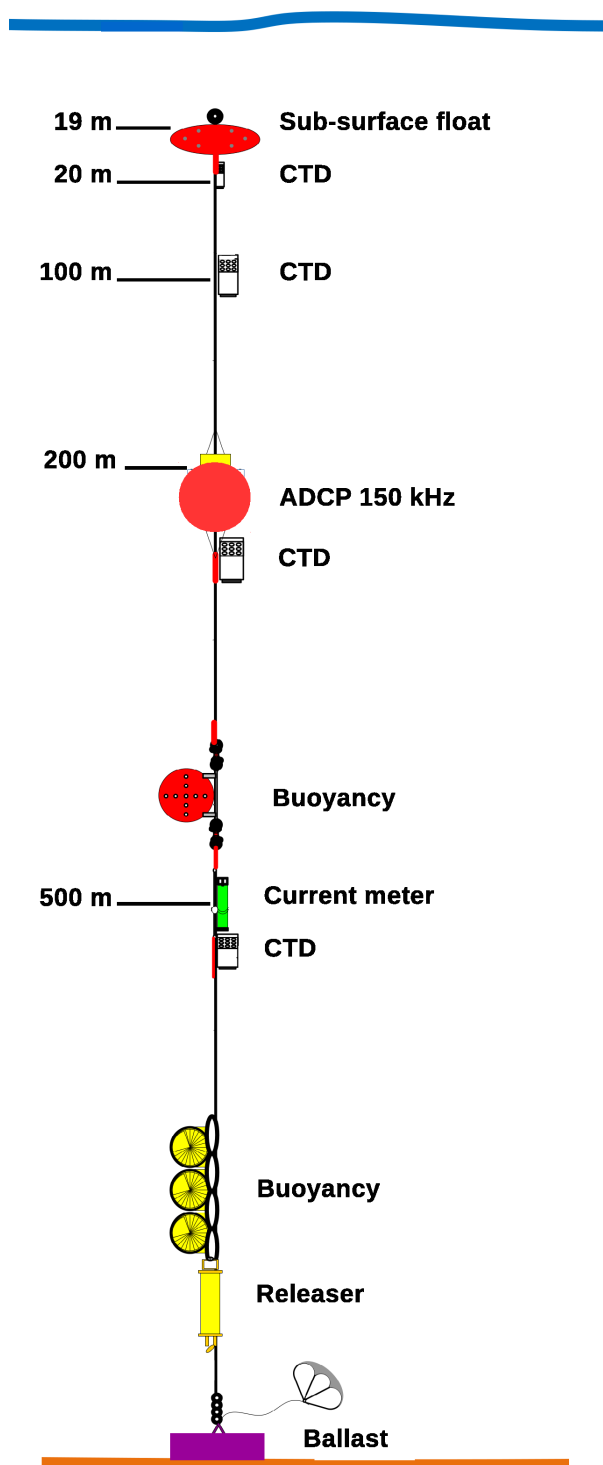 19 m
Sub-surface float
20 m
CTD
100 m
CTD
200 m
ADCP 150 kHz
CTD
Buoyancy
500 m
Current meter
CTD
Buoyancy
Releaser
Ballast